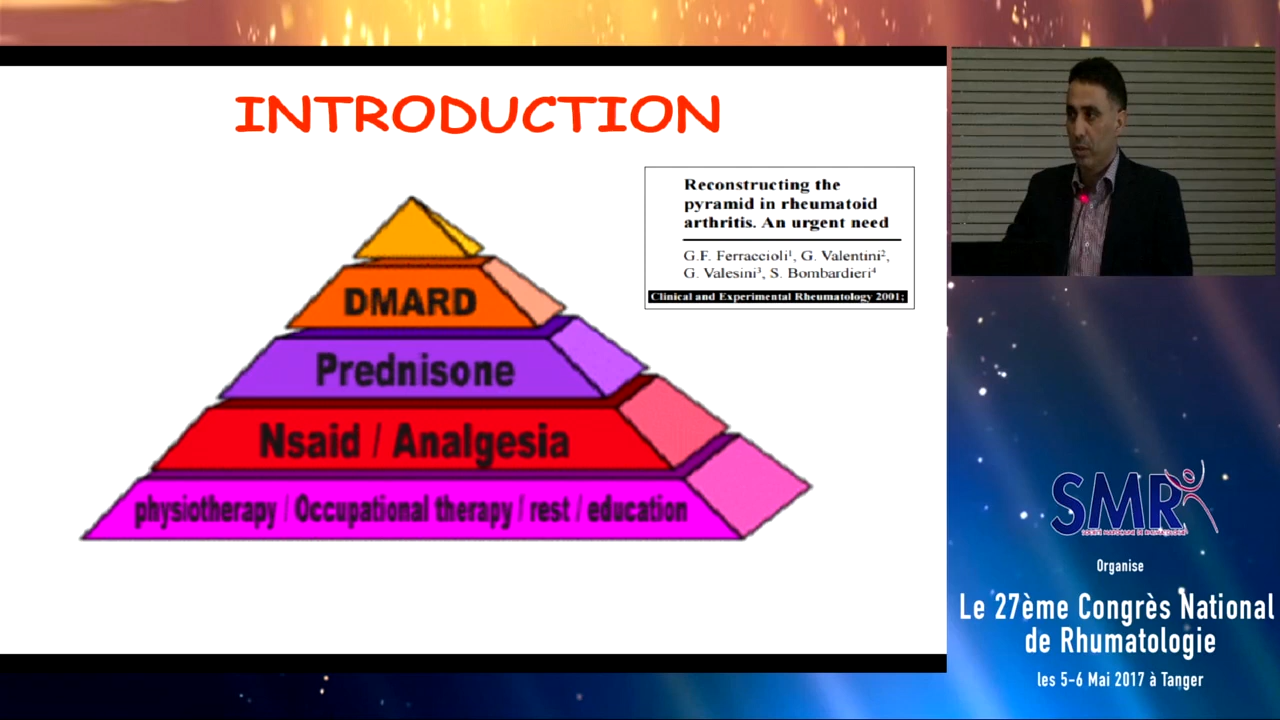 INTRODUCTION
Reconstructing the
pyramid in rheumatoid
arthritis. An urgent need
G.F. Ferraccioli¹, G. Valentini²,
G. Valesini³, S. Bombardieri⁴
Clinical and Experimental Rheumatology 2001;
DMARD
Prednisone
Nsaid / Analgesia
physiotherapy / Occupational therapy / rest / education
SMR
Organise
Le 27ème Congrès National
de Rhumatologie
les 5-6 Mai 2017 à Tanger